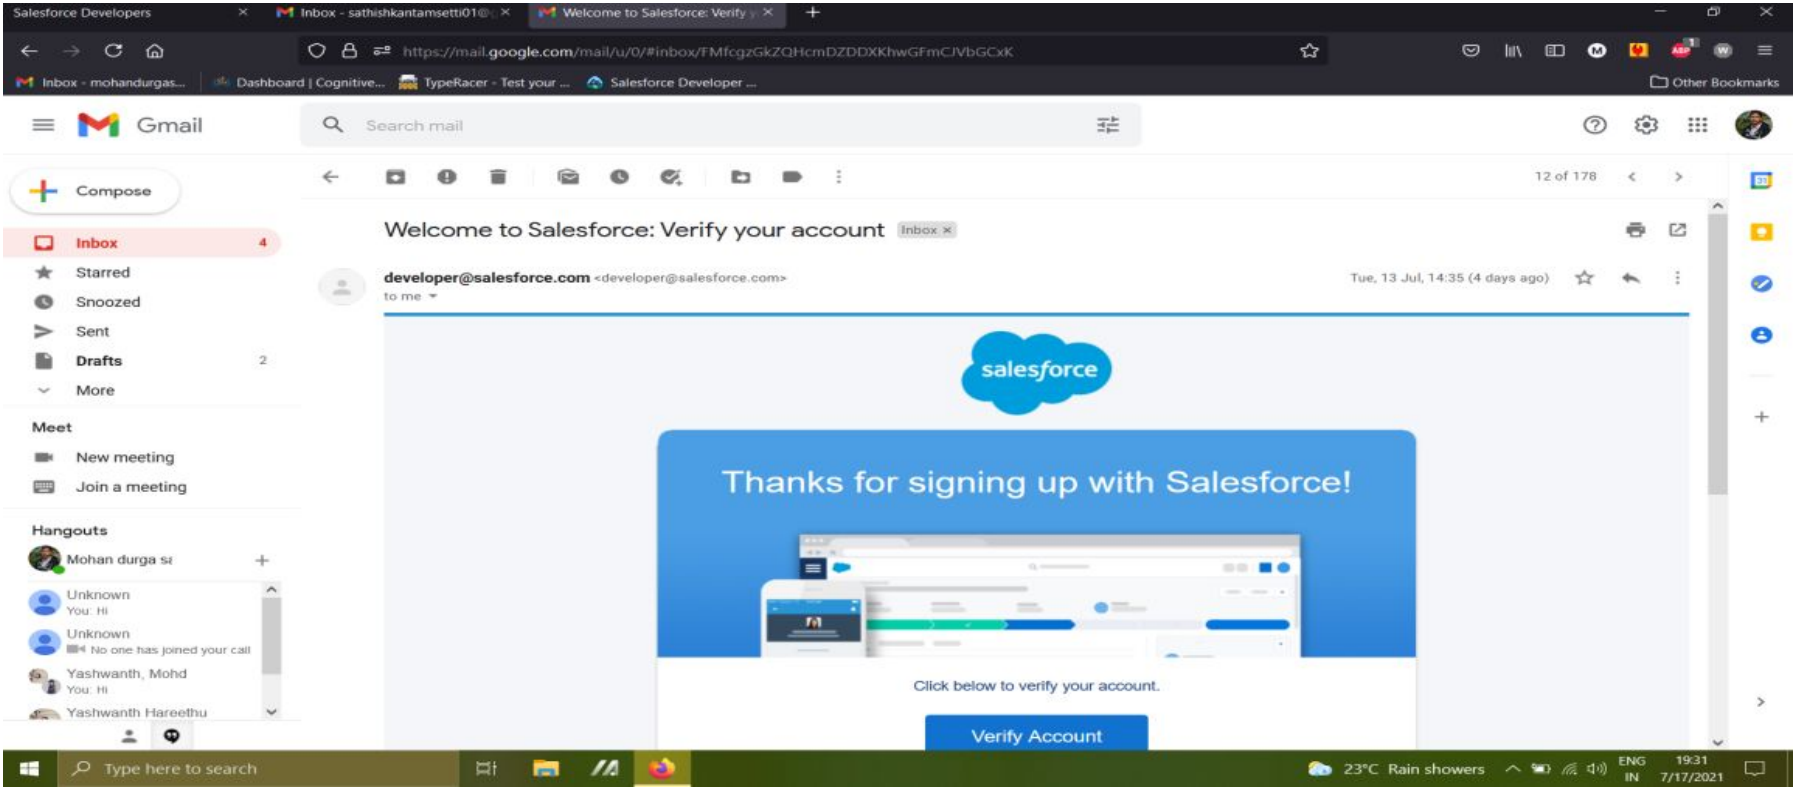 Salesforce Developers
Inbox - sathishkantamsetti01@
Welcome to Salesforce: Verify y
https://mail.google.com/mail/u/0/#inbox/FMfcgzGkZQHcmDZDDXKhwGFmCJVbGCxK
Inbox - mohandurgas...
Dashboard | Cognitive...
TypeRacer - Test your ...
Salesforce Developer ...
Other Bookmarks
Gmail
Search mail
Compose
12 of 178
Welcome to Salesforce: Verify your account Inbox ×
Inbox 4
developer@salesforce.com <developer@salesforce.com>
Tue, 13 Jul, 14:35 (4 days ago)
to me
Starred
Snoozed
Sent
Drafts 2
More
Meet
New meeting
Join a meeting
Hangouts
Mohan durga sa
Unknown
You: Hi
Unknown
No one has joined your call
Yashwanth, Mohd
You: Hi
Yashwanth Hareethu
salesforce
Thanks for signing up with Salesforce!
Click below to verify your account.
Verify Account
Type here to search
23°C Rain showers
ENG
IN
19:31
7/17/2021